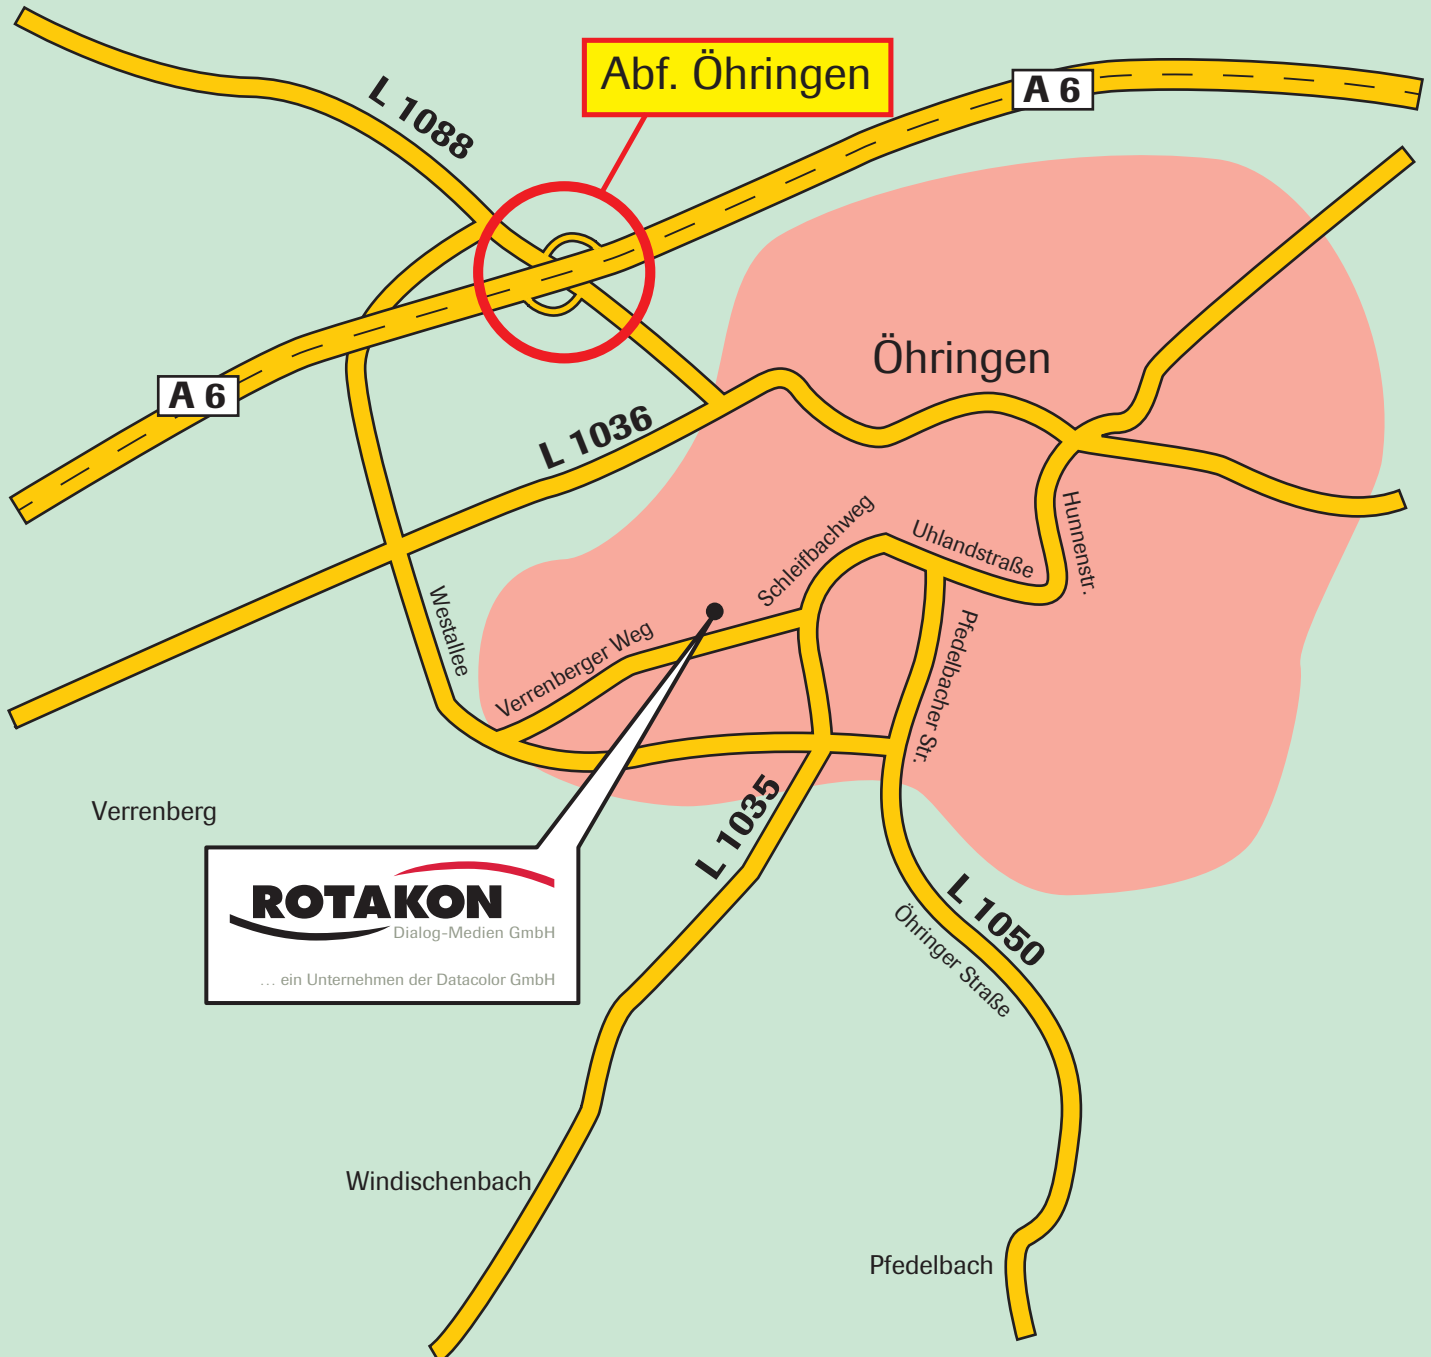 Abf. Öhringen
A 6
L 1088
Öhringen
A 6
L 1036
Schleifbachweg
Uhlandstraße
Hunnenstr.
Westallee
Verrenberger Weg
Pfedelbacher Str.
Verrenberg
L 1035
ROTAKON
Dialog-Medien GmbH
... ein Unternehmen der Datacolor GmbH
L 1050
Öhringer Straße
Windischenbach
Pfedelbach